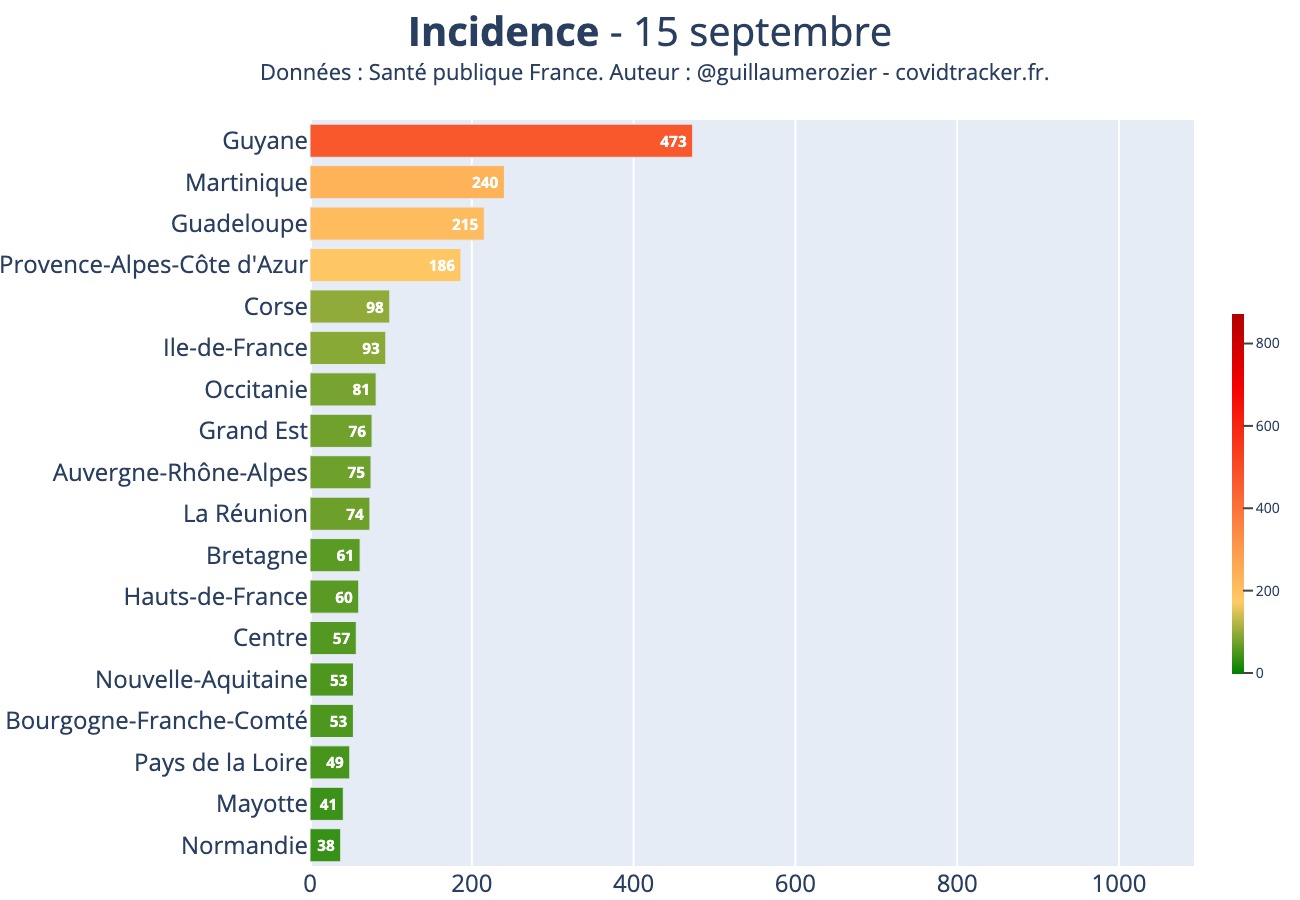 Incidence - 15 septembre
Données : Santé publique France. Auteur : @guillaumerozier - covidtracker.fr.
Guyane 473
Martinique 240
Guadeloupe 215
Provence-Alpes-Côte d'Azur 186
Corse 98
Ile-de-France 93
Occitanie 81
Grand Est 76
Auvergne-Rhône-Alpes 75
La Réunion 74
Bretagne 61
Hauts-de-France 60
Centre 57
Nouvelle-Aquitaine 53
Bourgogne-Franche-Comté 53
Pays de la Loire 49
Mayotte 41
Normandie 38
0 200 400 600 800 1000
800
600
400
200
0